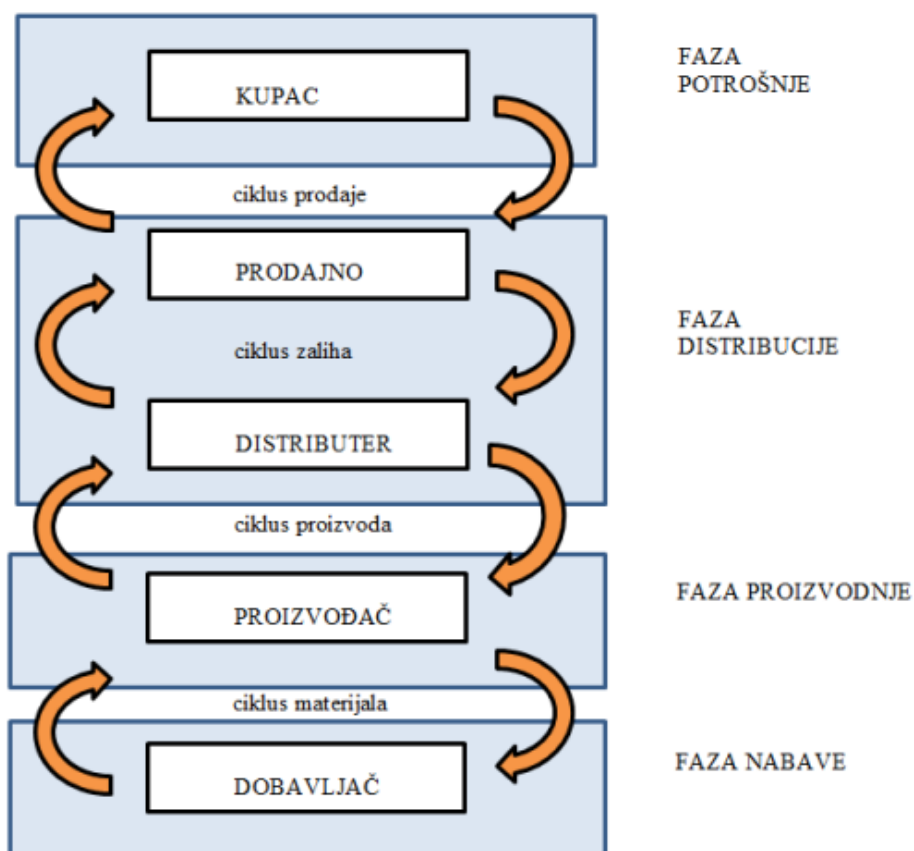 KUPAC
FAZA
POTROŠNJE
ciklus prodaje
PRODAJNO
ciklus zaliha
FAZA
DISTRIBUCIJE
DISTRIBUTER
ciklus proizvoda
PROIZVOĐAČ
FAZA PROIZVODNJE
ciklus materijala
DOBAVLJAČ
FAZA NABAVE